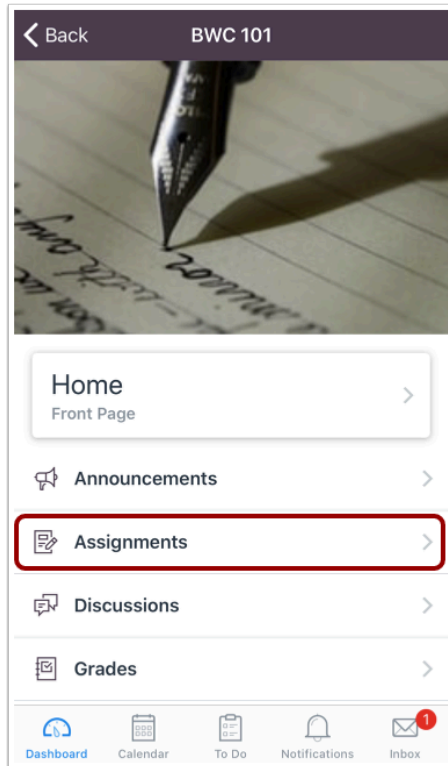 Back BWC 101
Home
Front Page
Announcements
Assignments
Discussions
Grades
1
Dashboard Calendar To Do Notifications Inbox